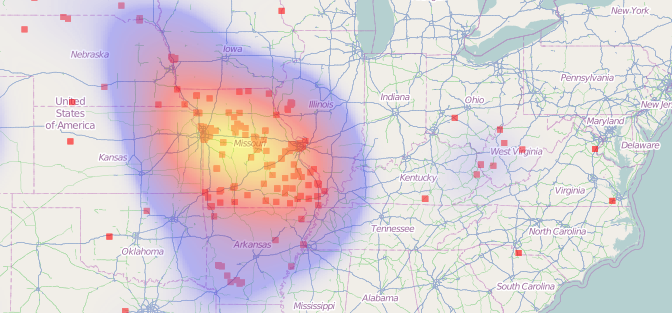 New York
Iowa
Nebraska
Pennsylvania
United
States
of America
Indiana
Ohio
New Jer
Illinois
Maryland
Missouri
Delaware
West Virginia
Kansas
Kentucky
Virginia
Tennessee
North Carolina
Arkansas
Oklahoma
South Carolina
Alabama
Mississippi